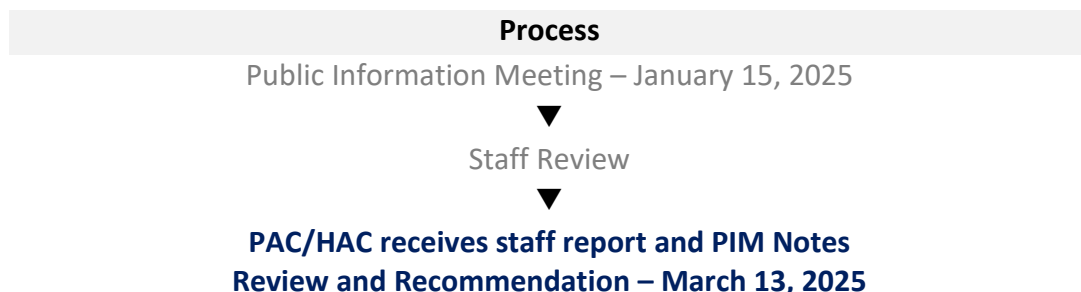 Process
Public Information Meeting – January 15, 2025
Staff Review
PAC/HAC receives staff report and PIM Notes
Review and Recommendation – March 13, 2025